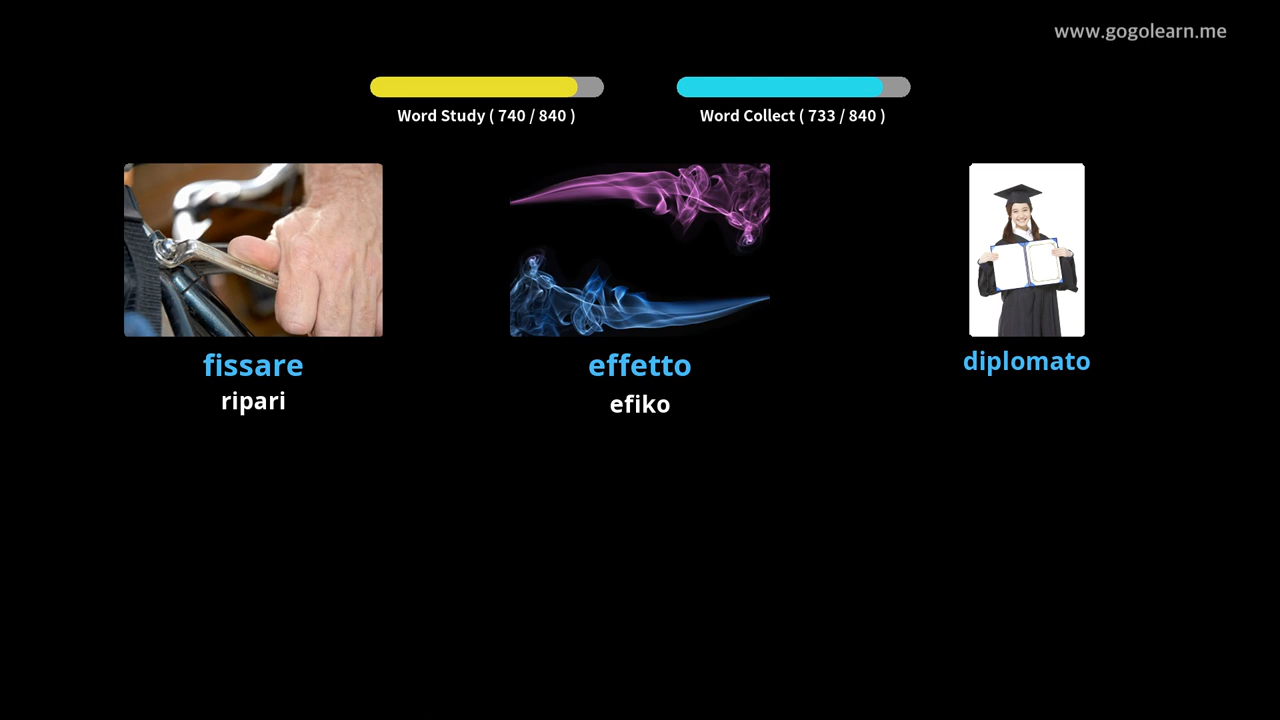 www.gogolearn.me
Word Study ( 740 / 840 )
Word Collect ( 733 / 840 )
fissare
ripari
effetto
efiko
diplomato